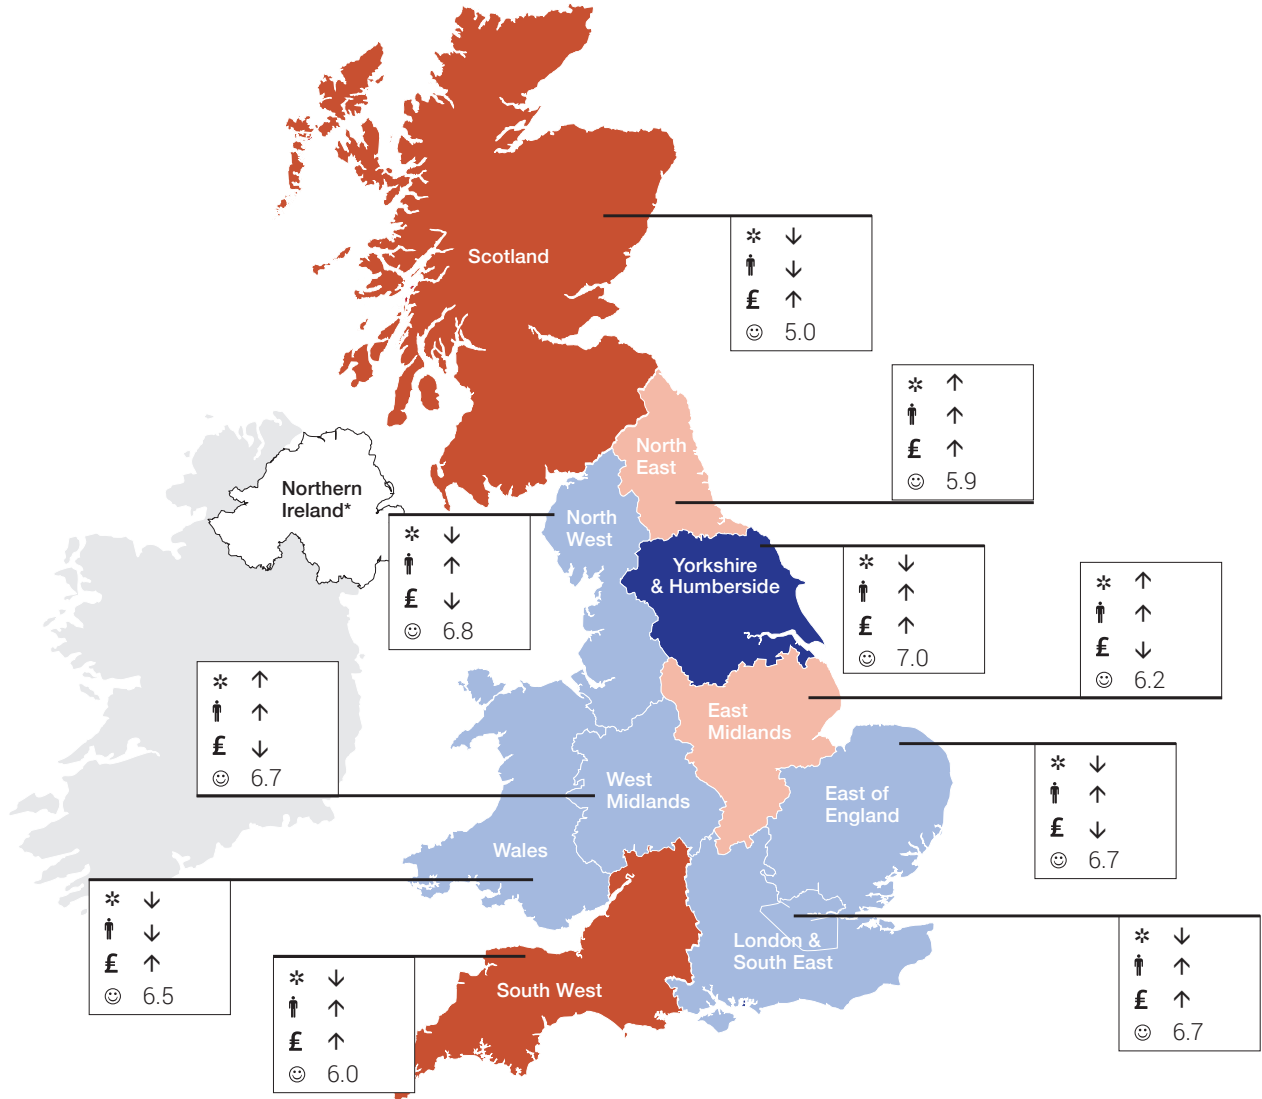 Scotland
✲ ↓
↓
£ ↑
☺ 5.0
✲ ↑
↑
£ ↑
☺ 5.9
North
East
Northern
Ireland*
North
West
✲ ↓
↑
£ ↓
☺ 6.8
Yorkshire
& Humberside
✲ ↓
↑
£ ↑
☺ 7.0
✲ ↑
↑
£ ↓
☺ 6.2
✲ ↑
↑
£ ↓
☺ 6.7
East
Midlands
West
Midlands
East of
England
✲ ↓
↑
£ ↓
☺ 6.7
Wales
✲ ↓
↓
£ ↑
☺ 6.5
London &
South East
✲ ↓
↑
£ ↑
☺ 6.7
South West
✲ ↓
↑
£ ↑
☺ 6.0